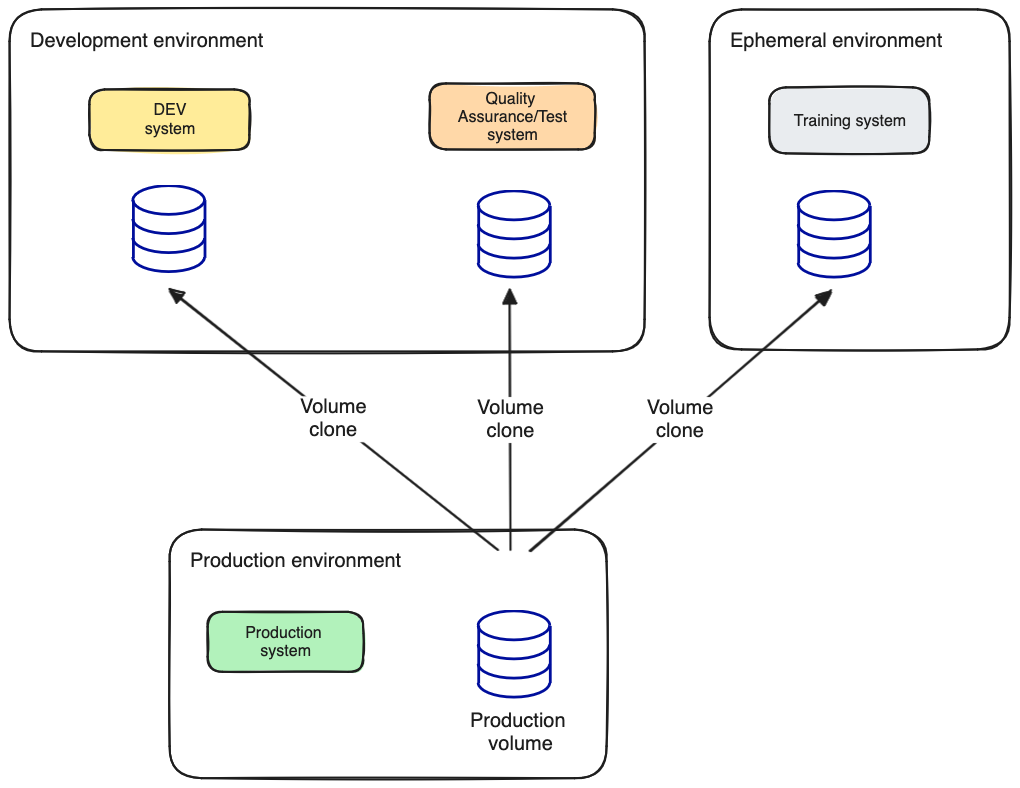 Development environment
DEV
system
Quality
Assurance/Test
system
Ephemeral environment
Training system
Volume
clone
Volume
clone
Volume
clone
Production environment
Production
system
Production
volume